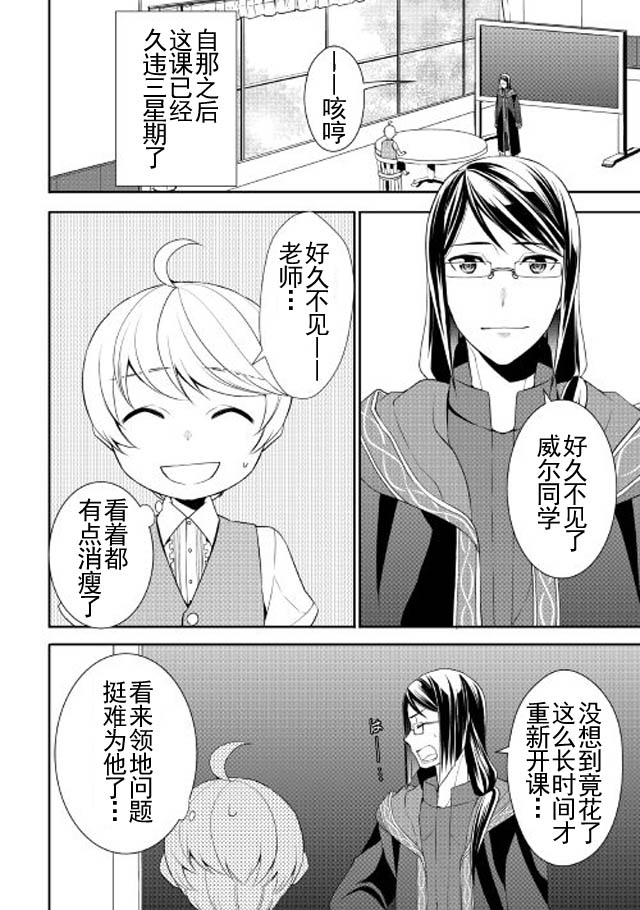 自那之后
这课已经
久违三星期了
——咳哼
好久不见了
威尔同学
好久不见——
老师…
看着都
有点消瘦了
没想到竟花了
这么长时间才
重新开课…
看来领地问题
挺难为他了…
はー…